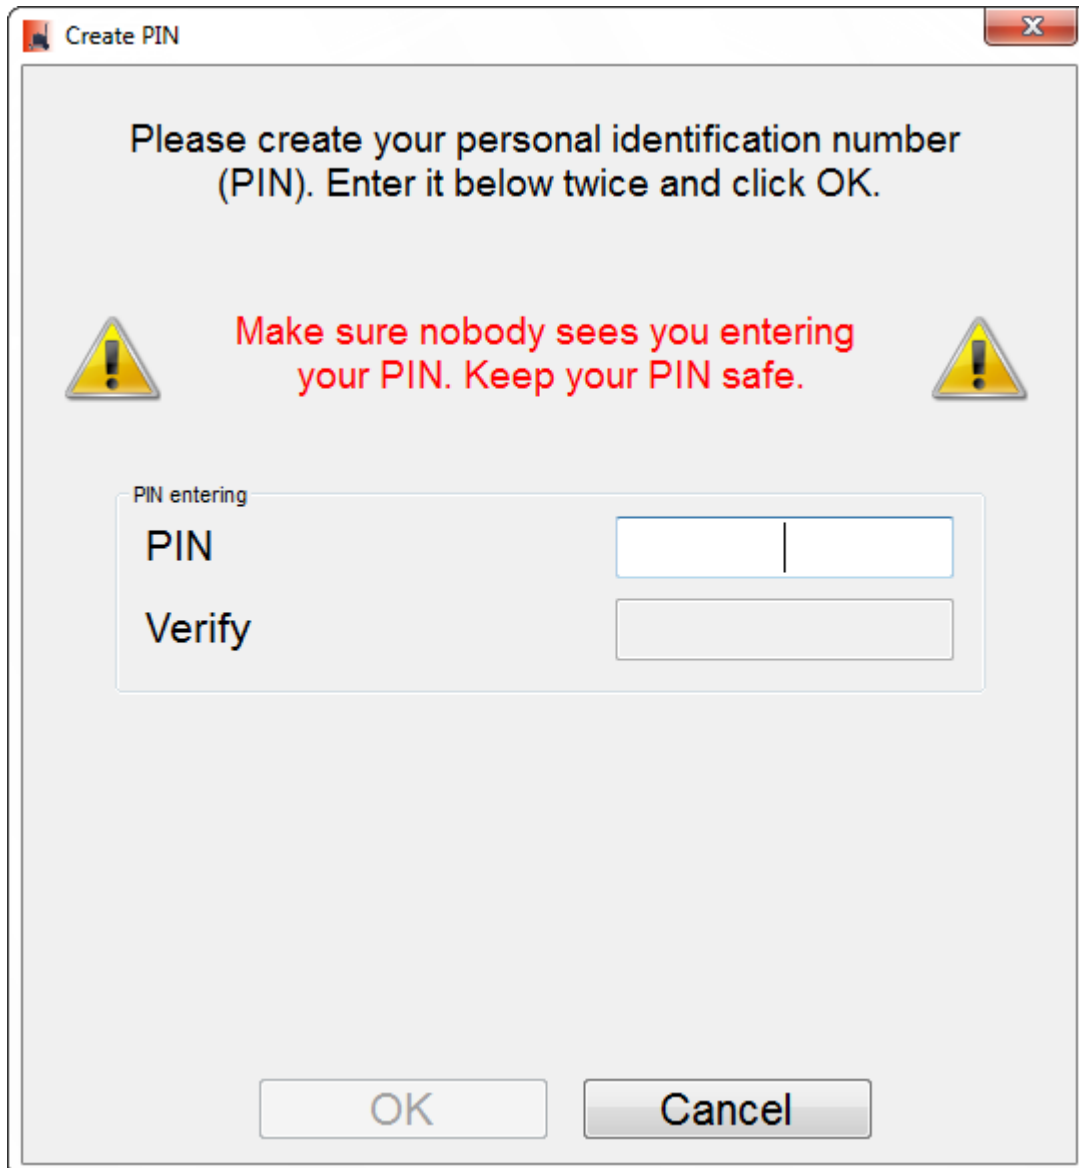 Create PIN
Please create your personal identification number
(PIN). Enter it below twice and click OK.
Make sure nobody sees you entering
your PIN. Keep your PIN safe.
PIN entering
PIN
Verify
OK
Cancel